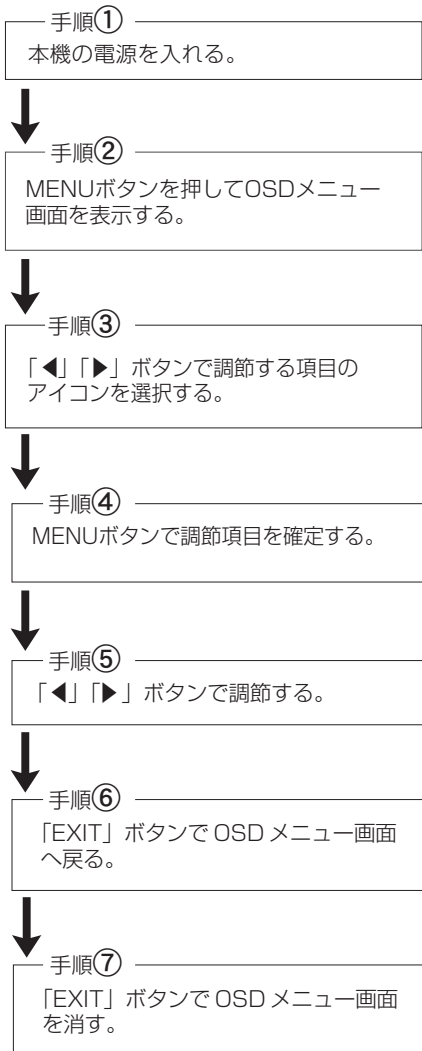 手順①
本機の電源を入れる。
手順②
MENUボタンを押してOSDメニュー
画面を表示する。
手順③
「◀」「▶」ボタンで調節する項目の
アイコンを選択する。
手順④
MENUボタンで調節項目を確定する。
手順⑤
「◀」「▶」ボタンで調節する。
手順⑥
「EXIT」ボタンで OSD メニュー画面
へ戻る。
手順⑦
「EXIT」ボタンで OSD メニュー画面
を消す。